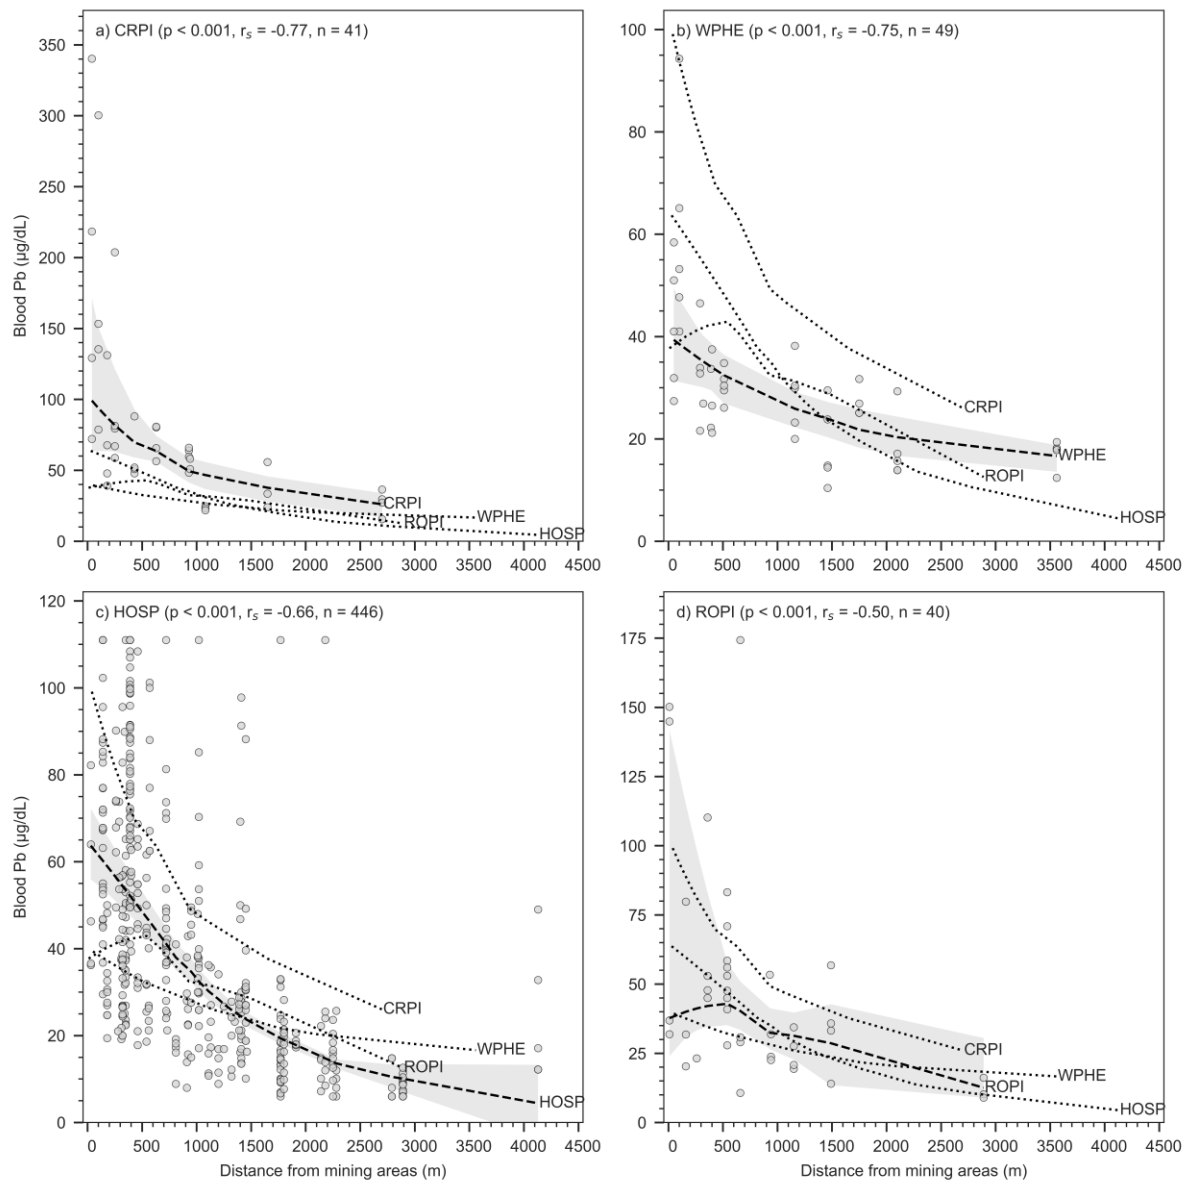 a) CRPI (p < 0.001, rₛ = -0.77, n = 41)
350
300
250
200
150
100
50
0
Blood Pb (µg/dL)
CRPI
ROPI
WPHE
HOSP
0 500 1000 1500 2000 2500 3000 3500 4000 4500
b) WPHE (p < 0.001, rₛ = -0.75, n = 49)
100
80
60
40
20
0
CRPI
WPHE
ROPI
HOSP
0 500 1000 1500 2000 2500 3000 3500 4000 4500
c) HOSP (p < 0.001, rₛ = -0.66, n = 446)
120
100
80
60
40
20
0
Blood Pb (µg/dL)
CRPI
WPHE
ROPI
HOSP
0 500 1000 1500 2000 2500 3000 3500 4000 4500
Distance from mining areas (m)
d) ROPI (p < 0.001, rₛ = -0.50, n = 40)
175
150
125
100
75
50
25
0
CRPI
WPHE
ROPI
HOSP
0 500 1000 1500 2000 2500 3000 3500 4000 4500
Distance from mining areas (m)